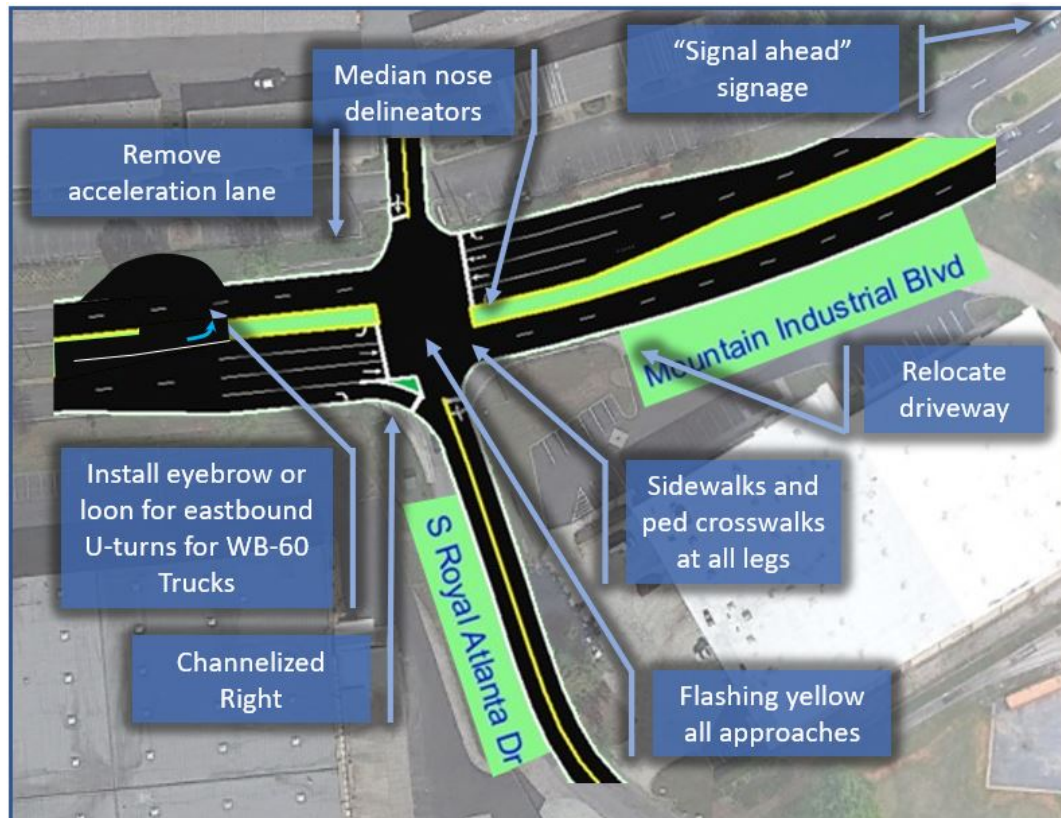 “Signal ahead”
signage
Median nose
delineators
Remove
acceleration lane
Mountain Industrial Blvd
Relocate
driveway
Install eyebrow or
loon for eastbound
U-turns for WB-60
Trucks
Sidewalks and
ped crosswalks
at all legs
S Royal Atlanta Dr
Channelized
Right
Flashing yellow
all approaches